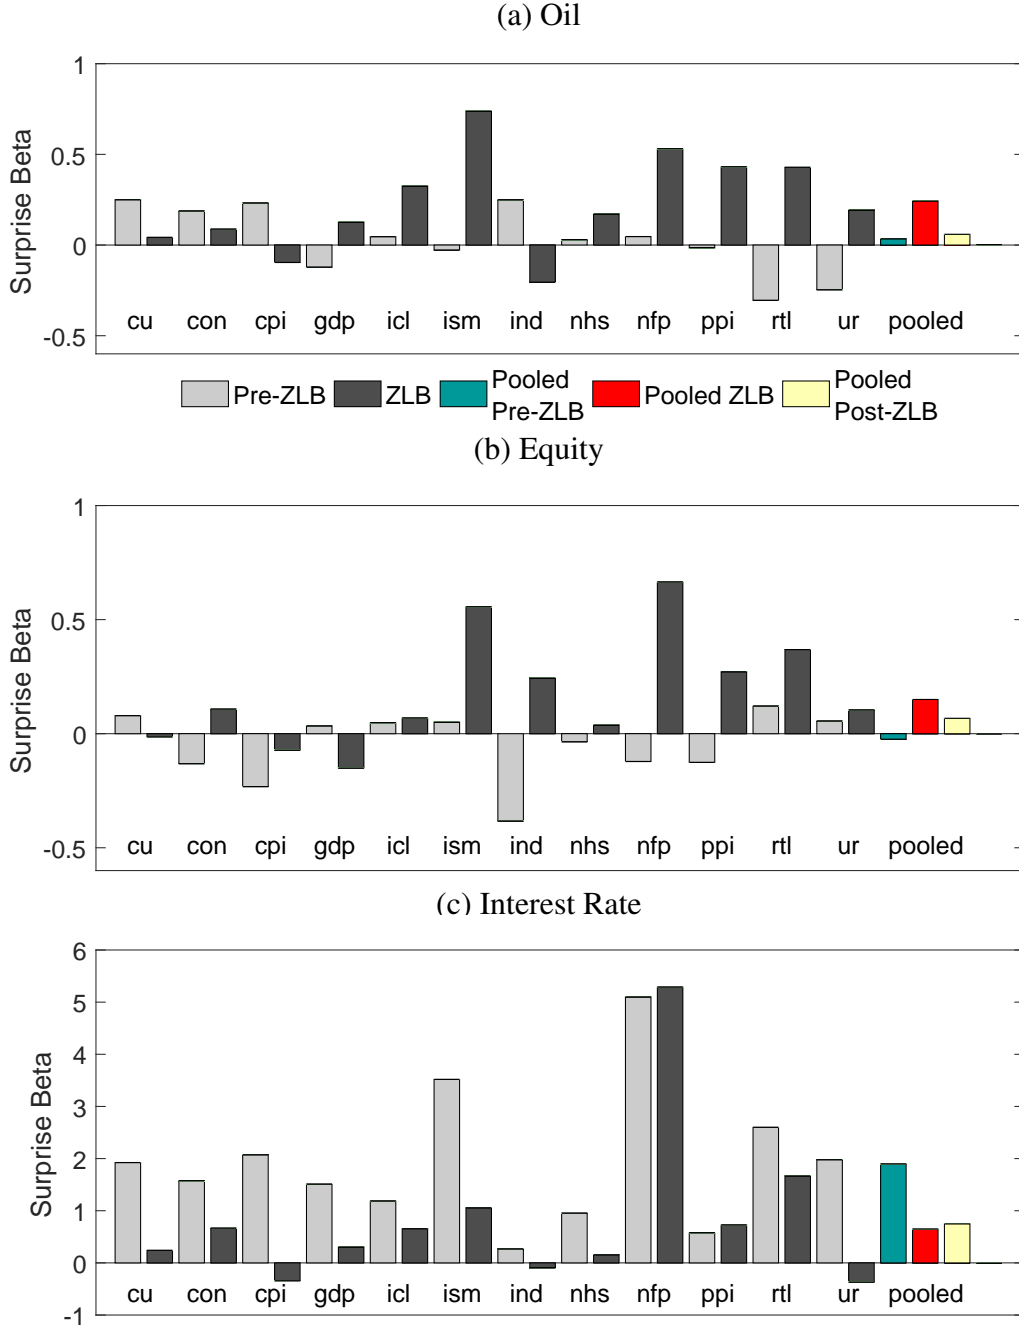 (a) Oil
1
0.5
0
-0.5
Surprise Beta
cu con cpi gdp icl ism ind nhs nfp ppi rtl ur pooled
Pre-ZLB ZLB Pooled Pre-ZLB Pooled ZLB Pooled Post-ZLB
(b) Equity
1
0.5
0
-0.5
Surprise Beta
cu con cpi gdp icl ism ind nhs nfp ppi rtl ur pooled
(c) Interest Rate
6
5
4
3
2
1
0
-1
Surprise Beta
cu con cpi gdp icl ism ind nhs nfp ppi rtl ur pooled